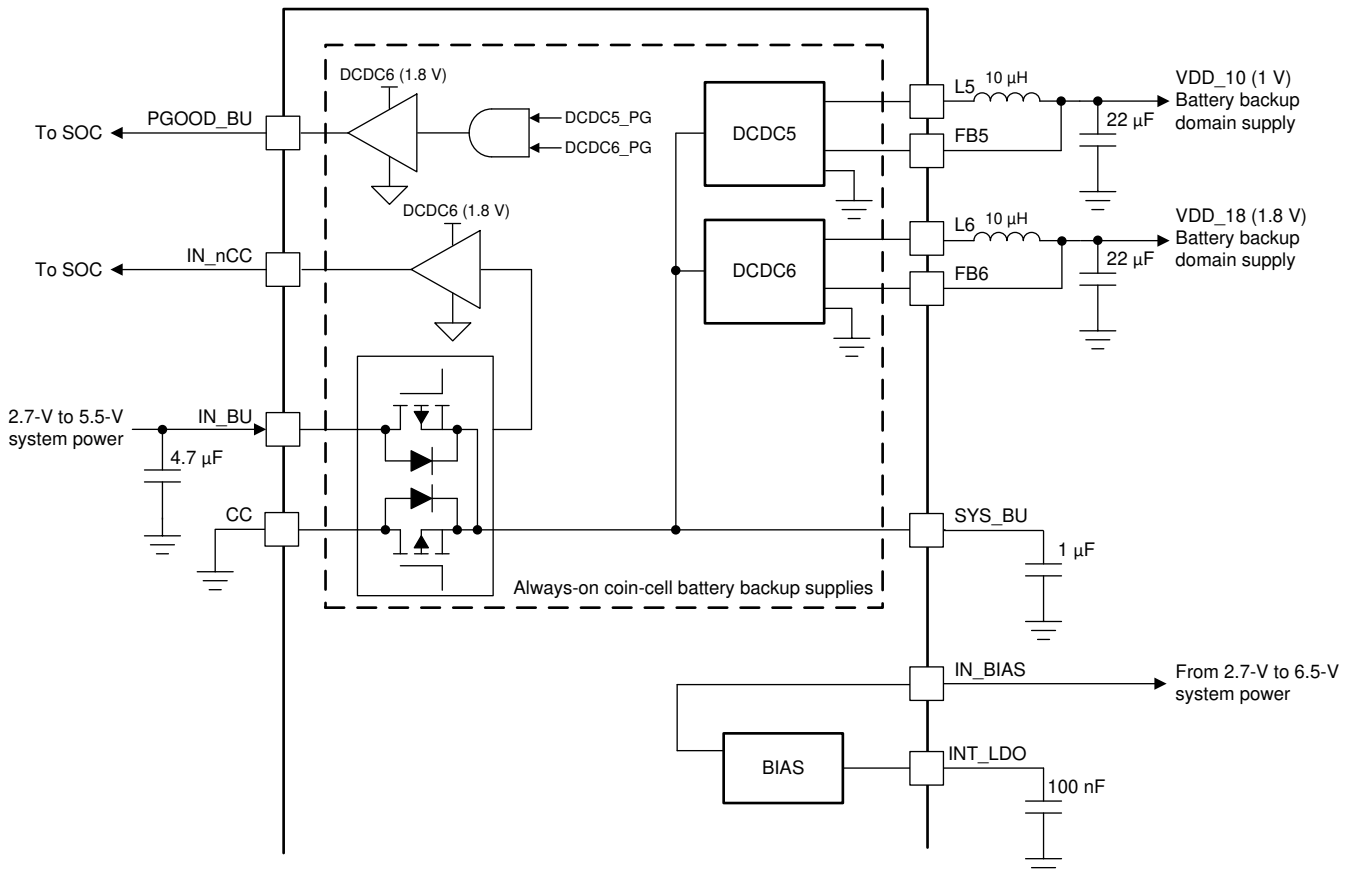 DCDC6 (1.8 V)
PGOOD_BU
To SOC
DCDC5_PG
DCDC6_PG
DCDC5
L5
10 µH
FB5
22 µF
VDD_10 (1 V)
Battery backup
domain supply
DCDC6 (1.8 V)
IN_nCC
To SOC
DCDC6
L6
10 µH
FB6
22 µF
VDD_18 (1.8 V)
Battery backup
domain supply
2.7-V to 5.5-V
system power
IN_BU
4.7 µF
CC
SYS_BU
1 µF
Always-on coin-cell battery backup supplies
IN_BIAS
From 2.7-V to 6.5-V
system power
BIAS
INT_LDO
100 nF